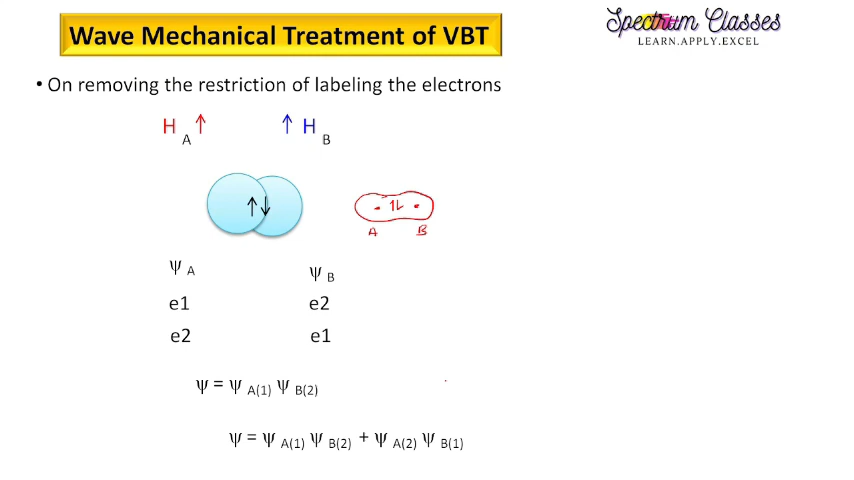 Spectrum Classes
LEARN.APPLY.EXCEL
Wave Mechanical Treatment of VBT
• On removing the restriction of labeling the electrons
H A ↑ ↑ H B
↑↓ 1L
A B
ψ A ψ B
e1 e2
e2 e1
ψ = ψ A(1) ψ B(2)
ψ = ψ A(1) ψ B(2) + ψ A(2) ψ B(1)